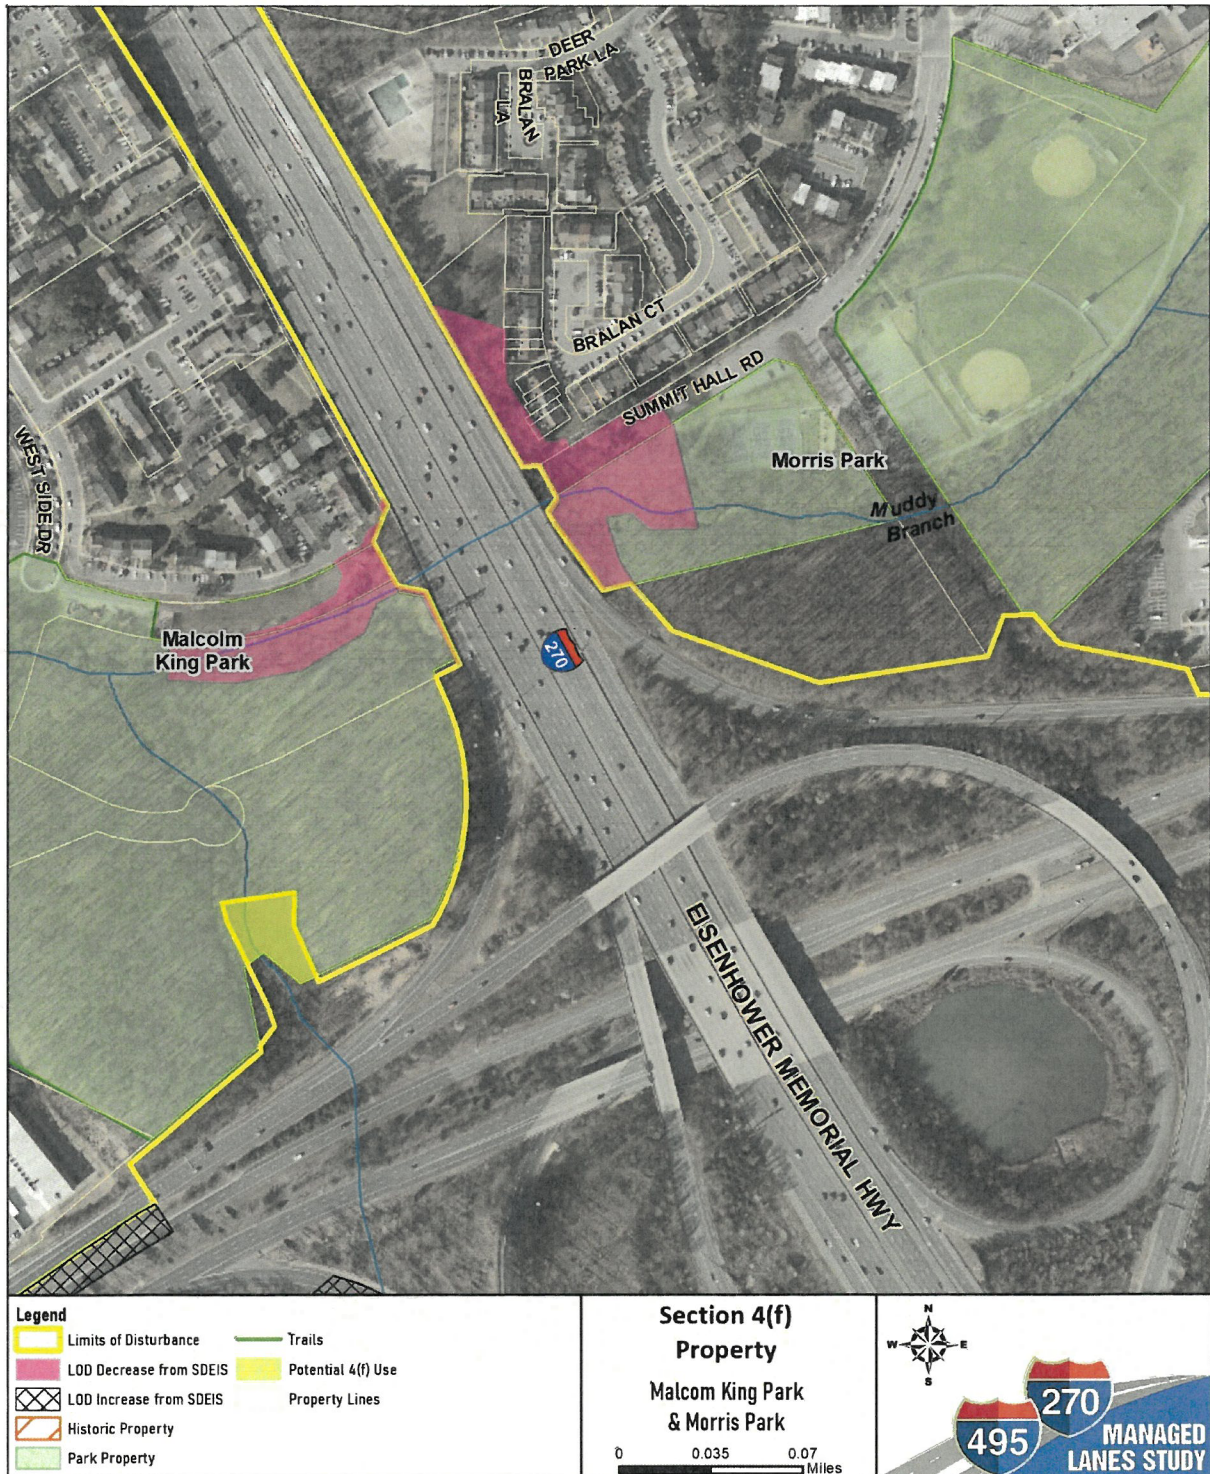 DEER
PARK LA
BRALAN
LA
BRALAN CT
SUMMIT HALL RD
WEST SIDE DR
Morris Park
Muddy
Branch
Malcolm
King Park
270
EISENHOWER MEMORIAL HWY
Legend
Limits of Disturbance
LOD Decrease from SDEIS
LOD Increase from SDEIS
Historic Property
Park Property
Trails
Potential 4(f) Use
Property Lines
Section 4(f)
Property
Malcom King Park
& Morris Park
0 0.035 0.07
Miles
N
W E
S
270
495
MANAGED
LANES STUDY